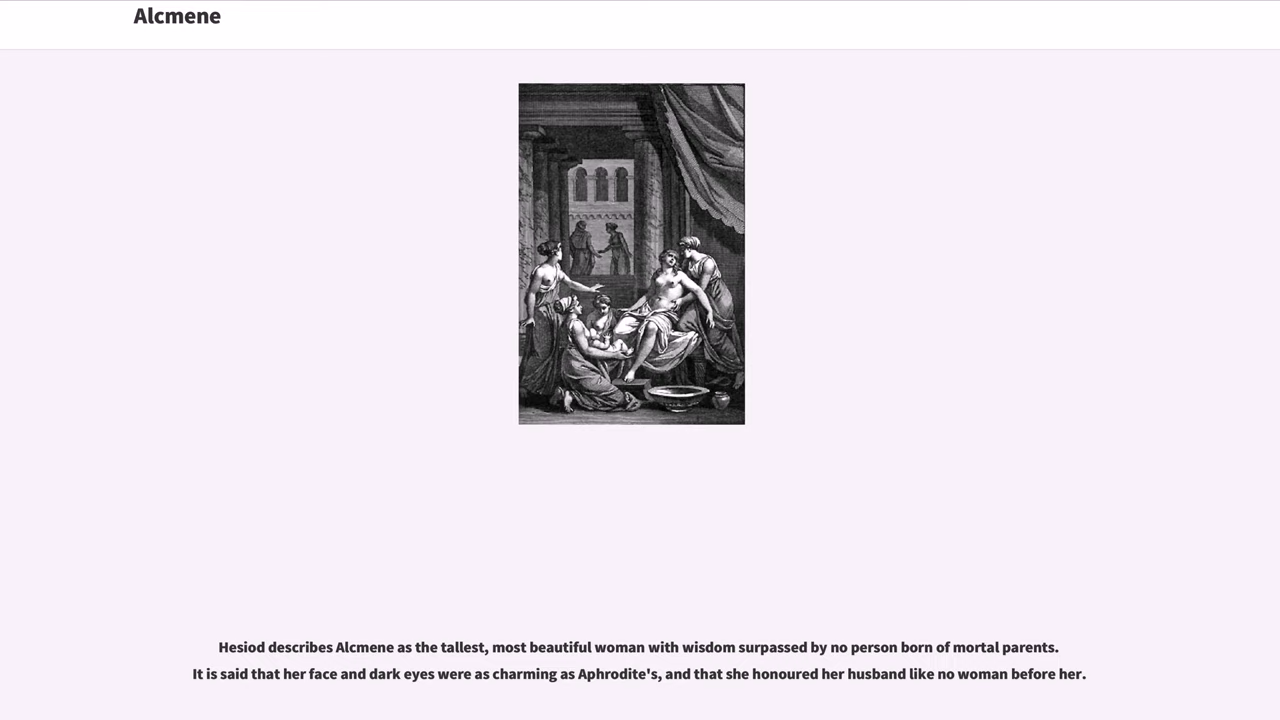 Alcmene
Hesiod describes Alcmene as the tallest, most beautiful woman with wisdom surpassed by no person born of mortal parents.
It is said that her face and dark eyes were as charming as Aphrodite's, and that she honoured her husband like no woman before her.